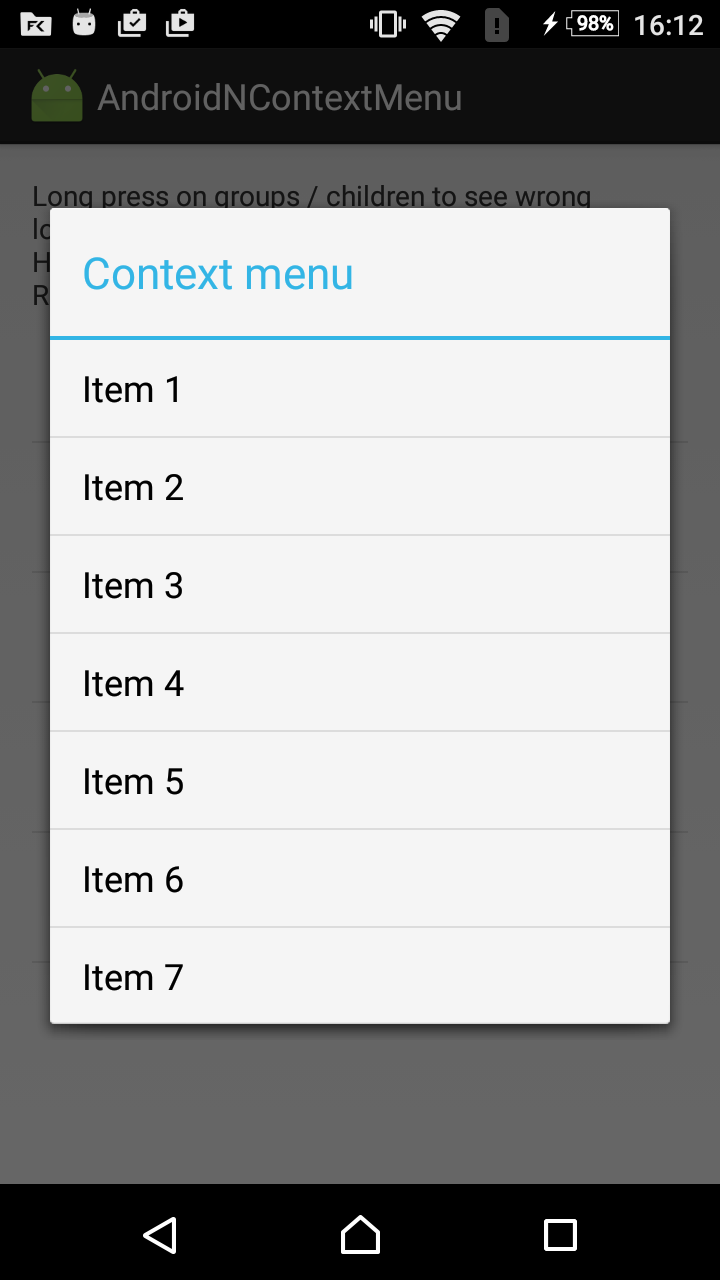 FK
98% 16:12
AndroidNContextMenu
Long press on groups / children to see wrong
Context menu
Item 1
Item 2
Item 3
Item 4
Item 5
Item 6
Item 7